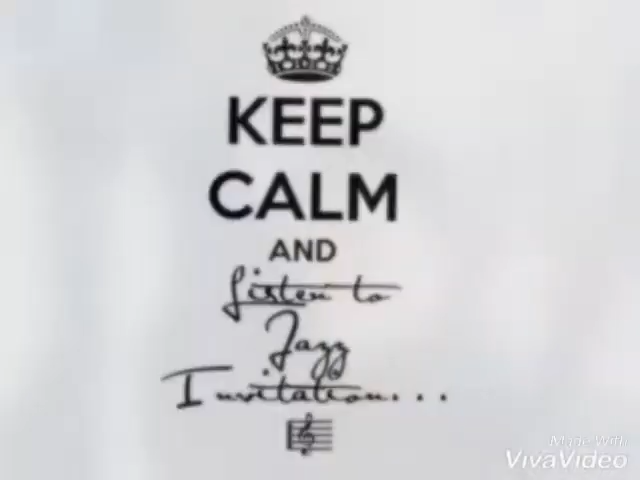 KEEP
CALM
AND
Listen to
Jazz
Invitation...
Made With
VivaVideo